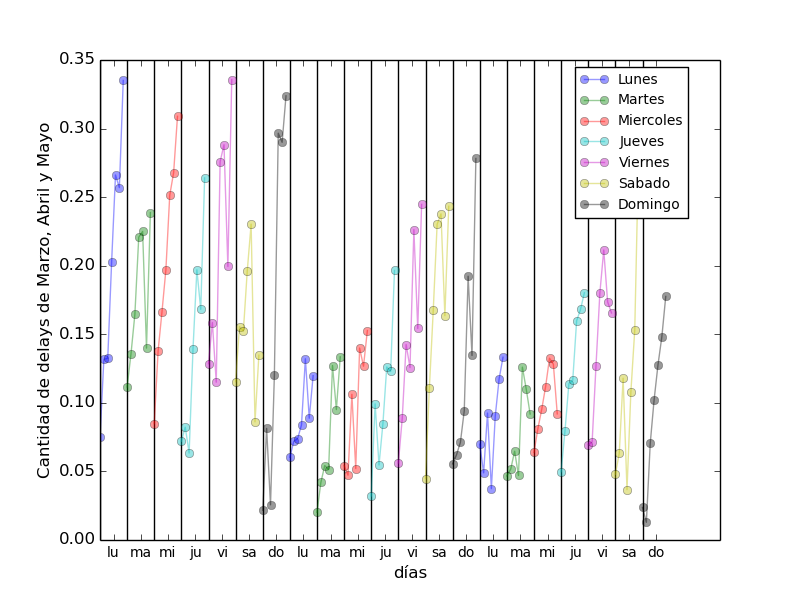 Cantidad de delays de Marzo, Abril y Mayo
0.35
0.30
0.25
0.20
0.15
0.10
0.05
0.00
Lunes
Martes
Miercoles
Jueves
Viernes
Sabado
Domingo
lu ma mi ju vi sa do lu ma mi ju vi sa do lu ma mi ju vi sa do
días